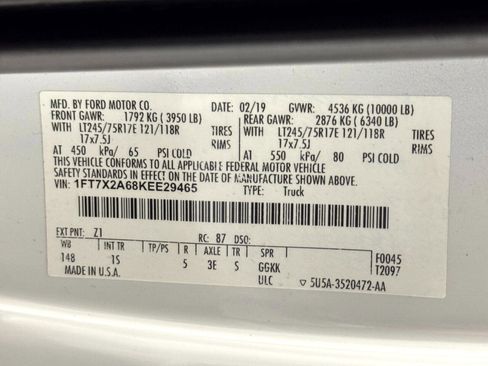 MFD. BY FORD MOTOR CO.
02/19 GVWR: 4536 KG (10000 LB)
FRONT GAWR: 1792 KG ( 3950 LB)
REAR GAWR: 2876 KG ( 6340 LB)
WITH LT245/75R17E 121/118R TIRES
WITH LT245/75R17E 121/118R TIRES
17x7.5J RIMS
17x7.5J RIMS
AT 450 kPa/ 65 PSI COLD
AT 550 kPa/ 80 PSI COLD
THIS VEHICLE CONFORMS TO ALL APPLICABLE FEDERAL MOTOR VEHICLE
SAFETY STANDARDS IN EFFECT ON THE DATE OF MANUFACTURE SHOWN ABOVE.
VIN: 1FT7X2A68KEE29465
TYPE: Truck
EXT PNT: Z1 RC: 87 DSO:
WB INT TR TP/PS R AXLE TR SPR F0045
148 1S 5 3E S GGKK T2097
MADE IN U.S.A. ULC ▽ 5U5A-3520472-AA